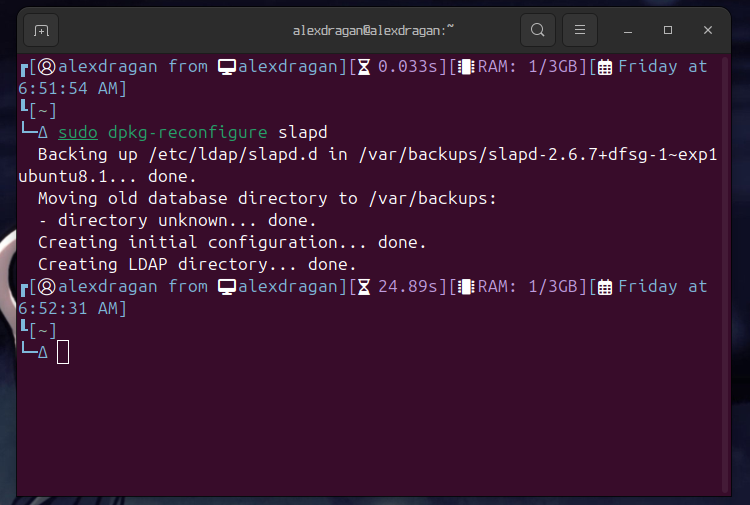 alexdragan@alexdragan:~
┏[alexdragan from alexdragan][0.033s][RAM: 1/3GB][Friday at
6:51:54 AM]
┗[~]
└─Δ sudo dpkg-reconfigure slapd
  Backing up /etc/ldap/slapd.d in /var/backups/slapd-2.6.7+dfsg-1~exp1
ubuntu8.1... done.
  Moving old database directory to /var/backups:
  - directory unknown... done.
  Creating initial configuration... done.
  Creating LDAP directory... done.
┏[alexdragan from alexdragan][24.89s][RAM: 1/3GB][Friday at
6:52:31 AM]
┗[~]
└─Δ